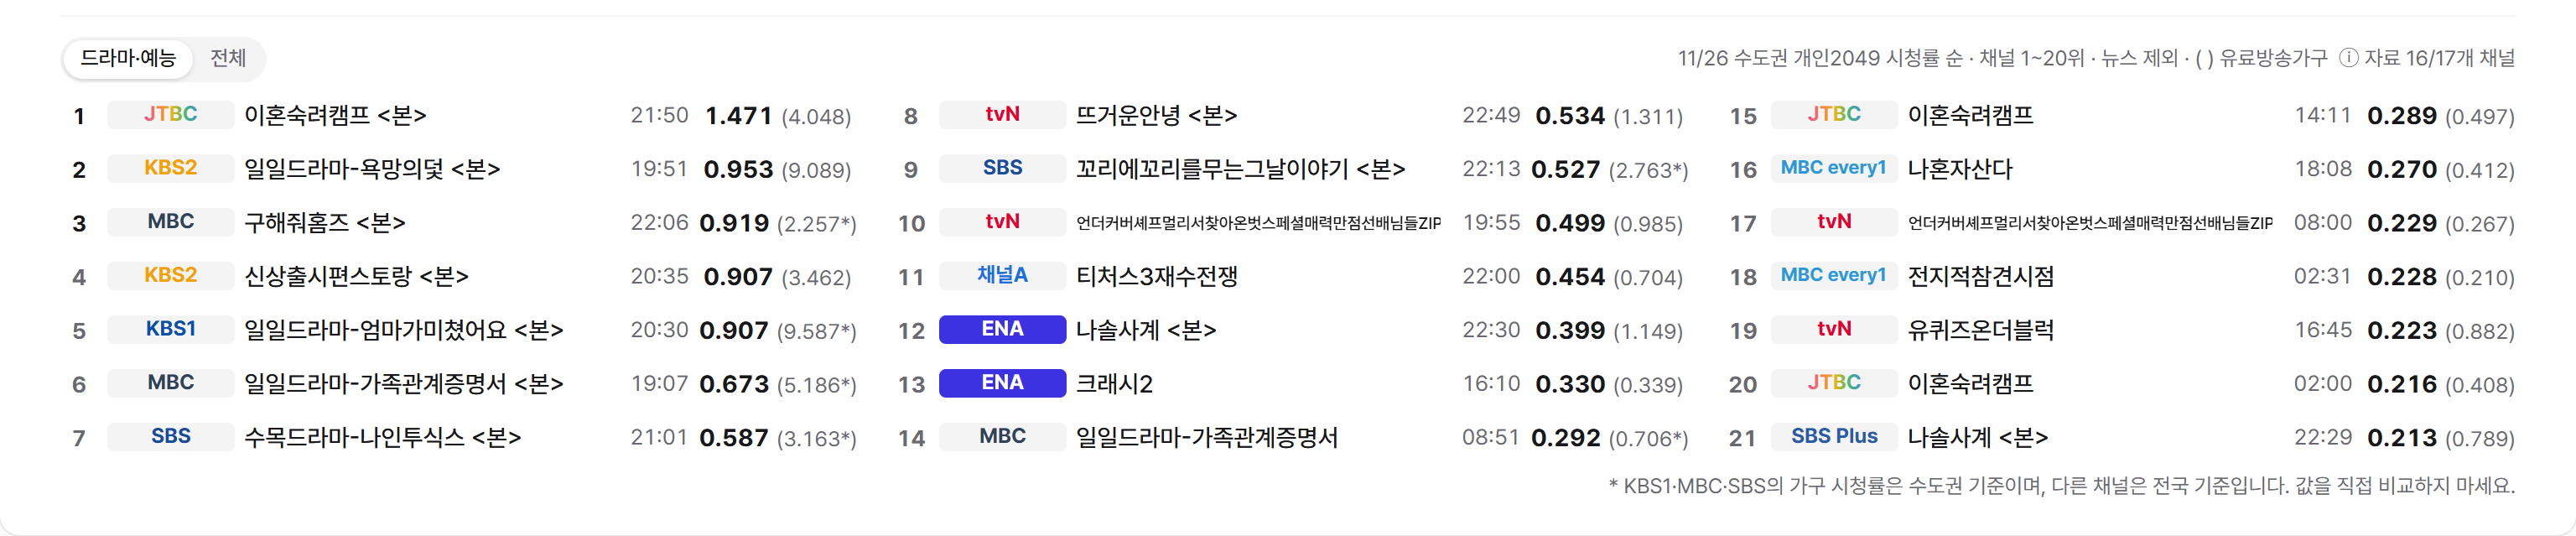 드라마·예능 전체
11/26 수도권 개인2049 시청률 순 · 채널 1~20위 · 뉴스 제외 · ( ) 유료방송가구 ⓘ 자료 16/17개 채널
1 JTBC 이혼숙려캠프 <본> 21:50 1.471 (4.048)
2 KBS2 일일드라마-욕망의덫 <본> 19:51 0.953 (9.089)
3 MBC 구해줘홈즈 <본> 22:06 0.919 (2.257*)
4 KBS2 신상출시편스토랑 <본> 20:35 0.907 (3.462)
5 KBS1 일일드라마-엄마가미쳤어요 <본> 20:30 0.907 (9.587*)
6 MBC 일일드라마-가족관계증명서 <본> 19:07 0.673 (5.186*)
7 SBS 수목드라마-나인투식스 <본> 21:01 0.587 (3.163*)
8 tvN 뜨거운안녕 <본> 22:49 0.534 (1.311)
9 SBS 꼬리에꼬리를무는그날이야기 <본> 22:13 0.527 (2.763*)
10 tvN 언더커버셰프멀리서찾아온벗스페셜매력만점선배님들ZIP 19:55 0.499 (0.985)
11 채널A 티처스3재수전쟁 22:00 0.454 (0.704)
12 ENA 나솔사계 <본> 22:30 0.399 (1.149)
13 ENA 크래시2 16:10 0.330 (0.339)
14 MBC 일일드라마-가족관계증명서 08:51 0.292 (0.706*)
15 JTBC 이혼숙려캠프 14:11 0.289 (0.497)
16 MBC every1 나혼자산다 18:08 0.270 (0.412)
17 tvN 언더커버셰프멀리서찾아온벗스페셜매력만점선배님들ZIP 08:00 0.229 (0.267)
18 MBC every1 전지적참견시점 02:31 0.228 (0.210)
19 tvN 유퀴즈온더블럭 16:45 0.223 (0.882)
20 JTBC 이혼숙려캠프 02:00 0.216 (0.408)
21 SBS Plus 나솔사계 <본> 22:29 0.213 (0.789)
* KBS1·MBC·SBS의 가구 시청률은 수도권 기준이며, 다른 채널은 전국 기준입니다. 값을 직접 비교하지 마세요.